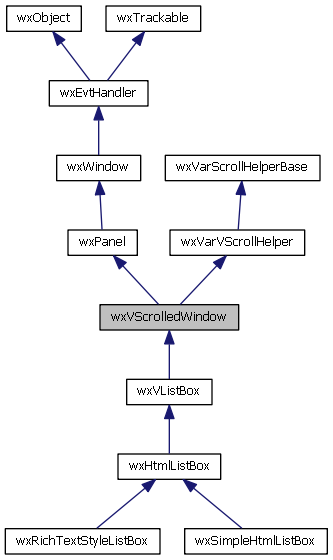 wxObject
wxTrackable
wxEvtHandler
wxWindow
wxVarScrollHelperBase
wxPanel
wxVarVScrollHelper
wxVScrolledWindow
wxVListBox
wxHtmlListBox
wxRichTextStyleListBox
wxSimpleHtmlListBox